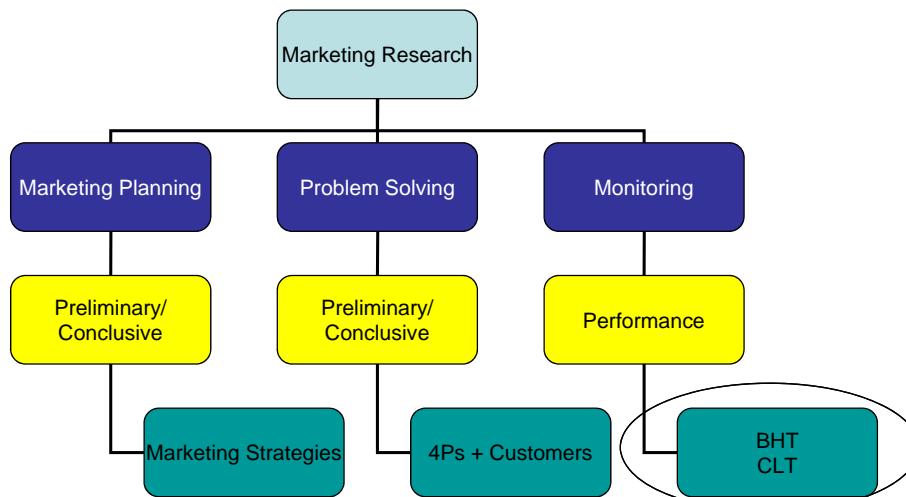 Marketing Research
Marketing Planning
Problem Solving
Monitoring
Preliminary/
Conclusive
Preliminary/
Conclusive
Performance
Marketing Strategies
4Ps + Customers
BHT
CLT